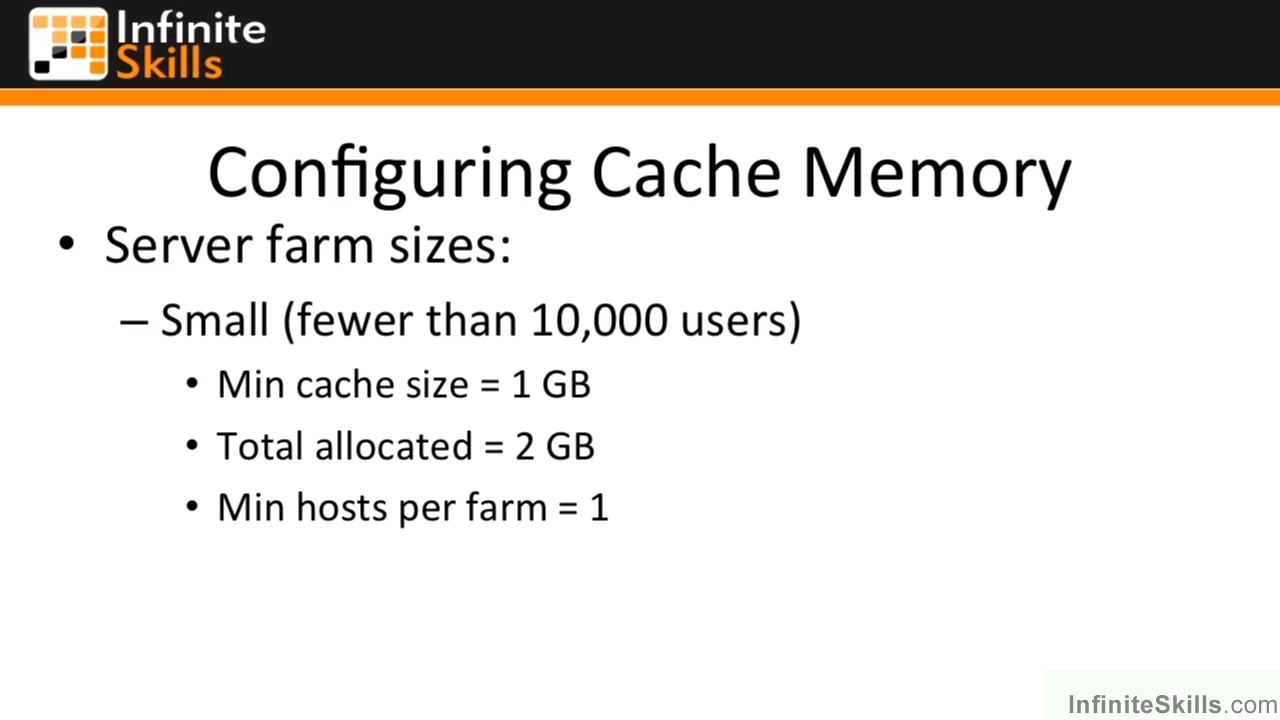 Infinite
Skills
Configuring Cache Memory
• Server farm sizes:
– Small (fewer than 10,000 users)
• Min cache size = 1 GB
• Total allocated = 2 GB
• Min hosts per farm = 1
InfiniteSkills.com